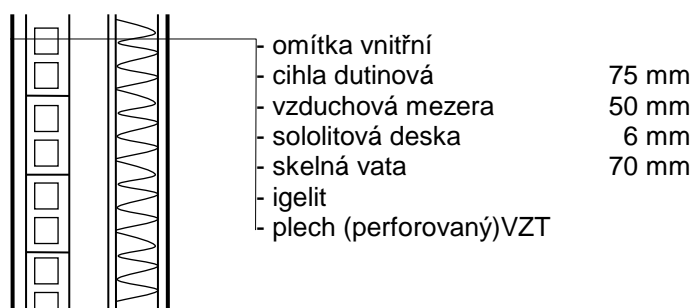 - omítka vnitřní
- cihla dutinová 75 mm
- vzduchová mezera 50 mm
- sololitová deska 6 mm
- skelná vata 70 mm
- igelit
- plech (perforovaný)VZT